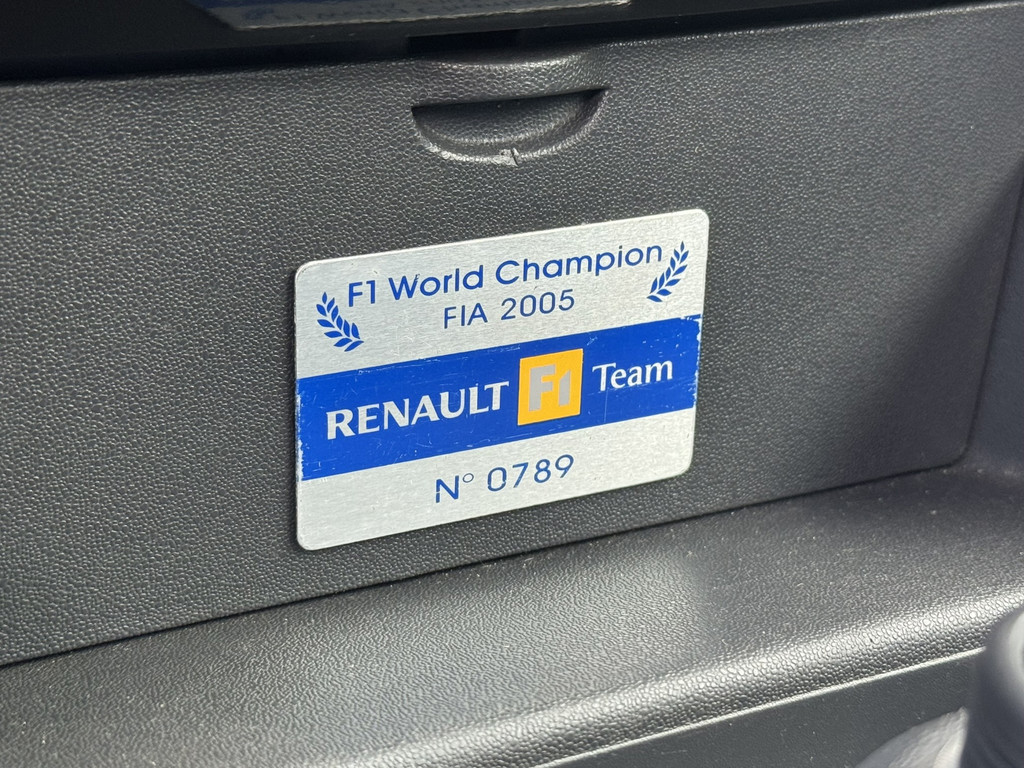 F1 World Champion
FIA 2005
RENAULT F1 Team
N° 0789